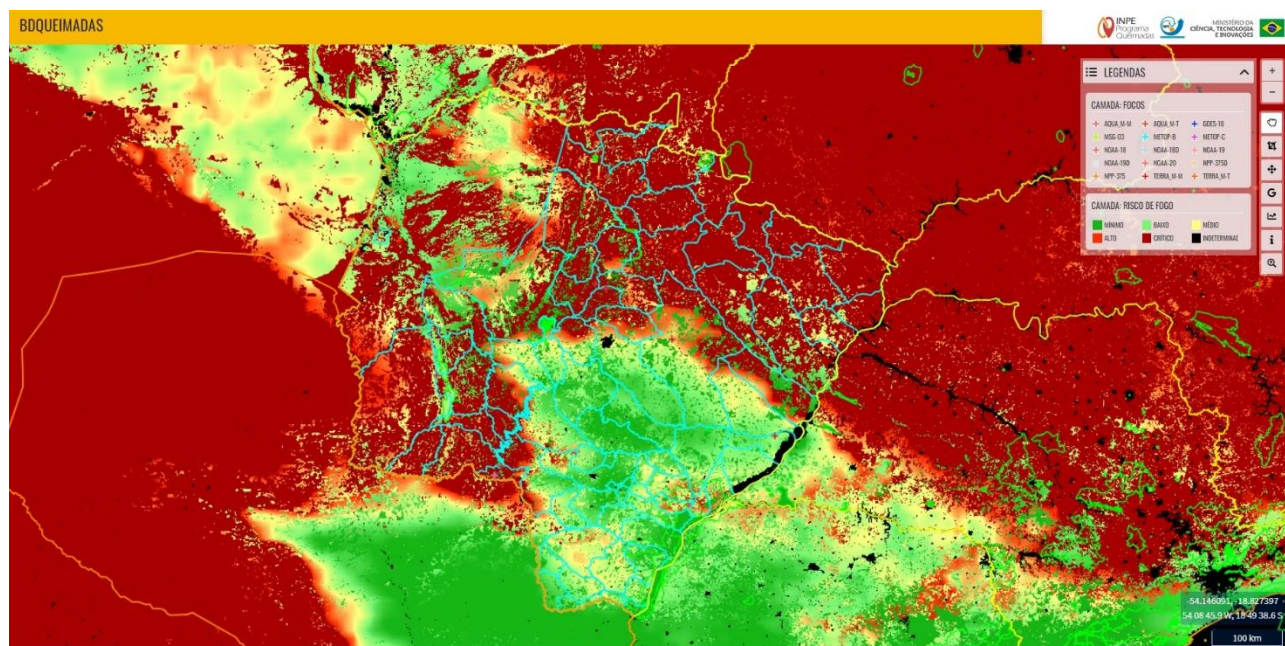 BDQUEIMADAS
INPE
Programa
Queimadas
MINISTÉRIO DA
CIÊNCIA, TECNOLOGIA
E INOVAÇÕES
LEGENDAS
CAMADA: FOCOS
AQUA_M-M AQUA_M-T GOES-16
MSG-03 METOP-B METOP-C
NOAA-18 NOAA-18D NOAA-19
NOAA-19D NOAA-20 NPP-375D
NPP-375 TERRA_M-M TERRA_M-T
CAMADA: RISCO DE FOGO
MÍNIMO BAIXO MÉDIO
ALTO CRÍTICO INDETERMINAE
G
i
-54.146091, -18.827397
54 08 45.9 W, 18 49 38.6 S
100 km